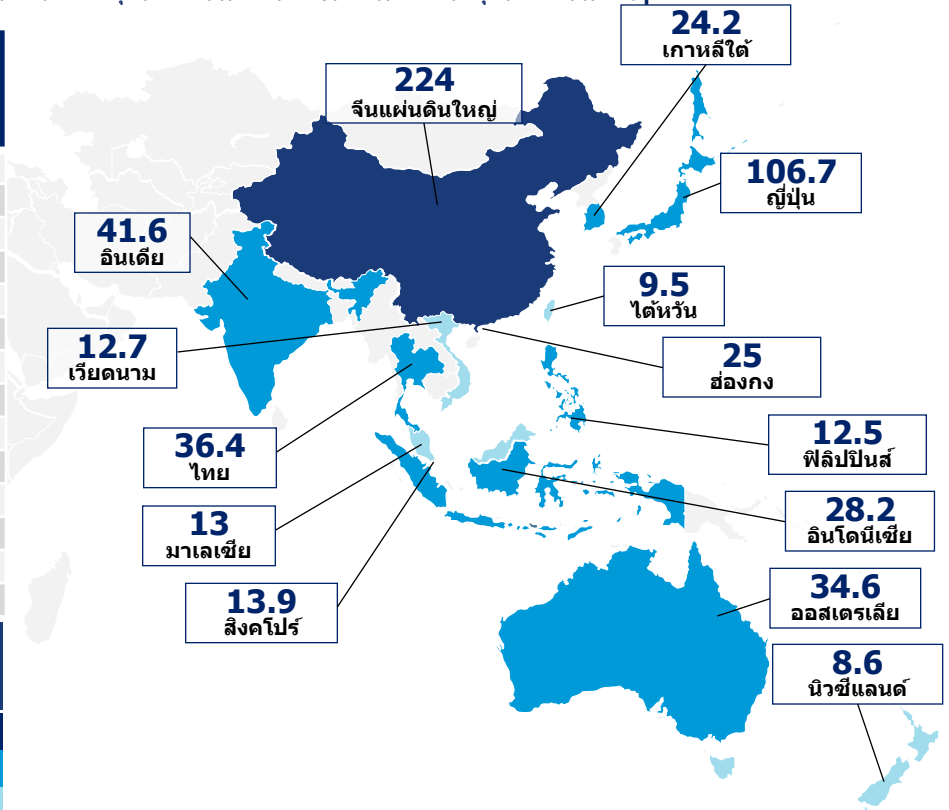 24.2
เกาหลีใต้
224
จีนแผ่นดินใหญ่
106.7
ญี่ปุ่น
41.6
อินเดีย
9.5
ไต้หวัน
12.7
เวียดนาม
25
ฮ่องกง
36.4
ไทย
12.5
ฟิลิปปินส์
13
มาเลเซีย
28.2
อินโดนีเซีย
13.9
สิงคโปร์
34.6
ออสเตรเลีย
8.6
นิวซีแลนด์